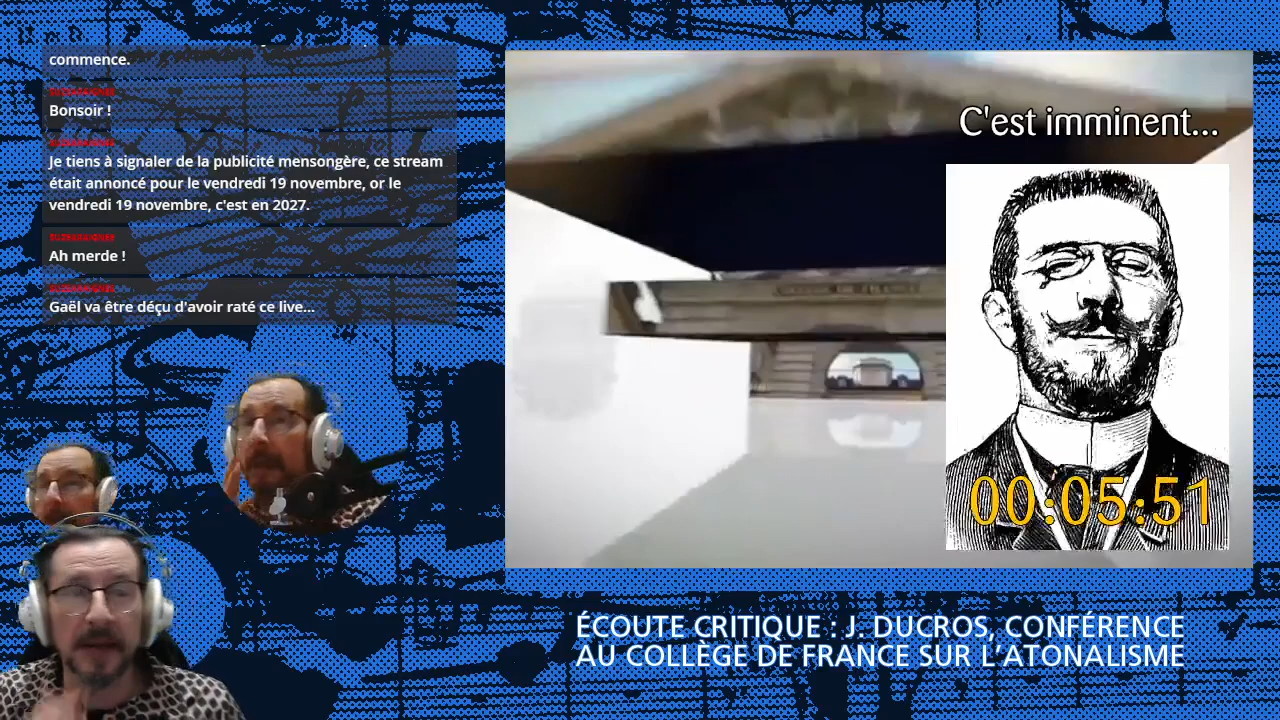 commence.
Bonsoir !
Je tiens à signaler de la publicité mensongère, ce stream
était annoncé pour le vendredi 19 novembre, or le
vendredi 19 novembre, c'est en 2027.
Ah merde !
Gaël va être déçu d'avoir raté ce live...
C'est imminent...
00:05:51
ÉCOUTE CRITIQUE : J. DUCROS, CONFÉRENCE
AU COLLÈGE DE FRANCE SUR L'ATONALISME